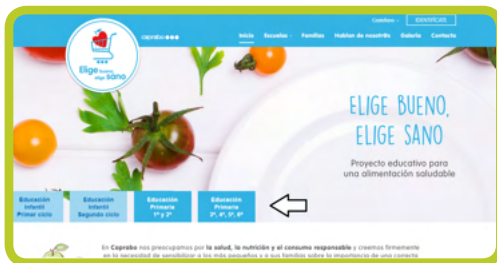 Castellano
IDENTIFÍCATE
caprabo
Inicio Escuelas Familias Hablan de nosotr@s Galería Contacto
Elige bueno,
elige sano
ELIGE BUENO,
ELIGE SANO
Proyecto educativo para
una alimentación saludable
Educación
Infantil
Primer ciclo
Educación
Infantil
Segundo ciclo
Educación
Primaria
1º y 2º
Educación
Primaria
3º, 4º, 5º, 6º
En Caprabo nos preocupamos por la salud, la nutrición y el consumo responsable y creemos firmemente
en la necesidad de sensibilizar a los más pequeños y a sus familias sobre la importancia de una correcta